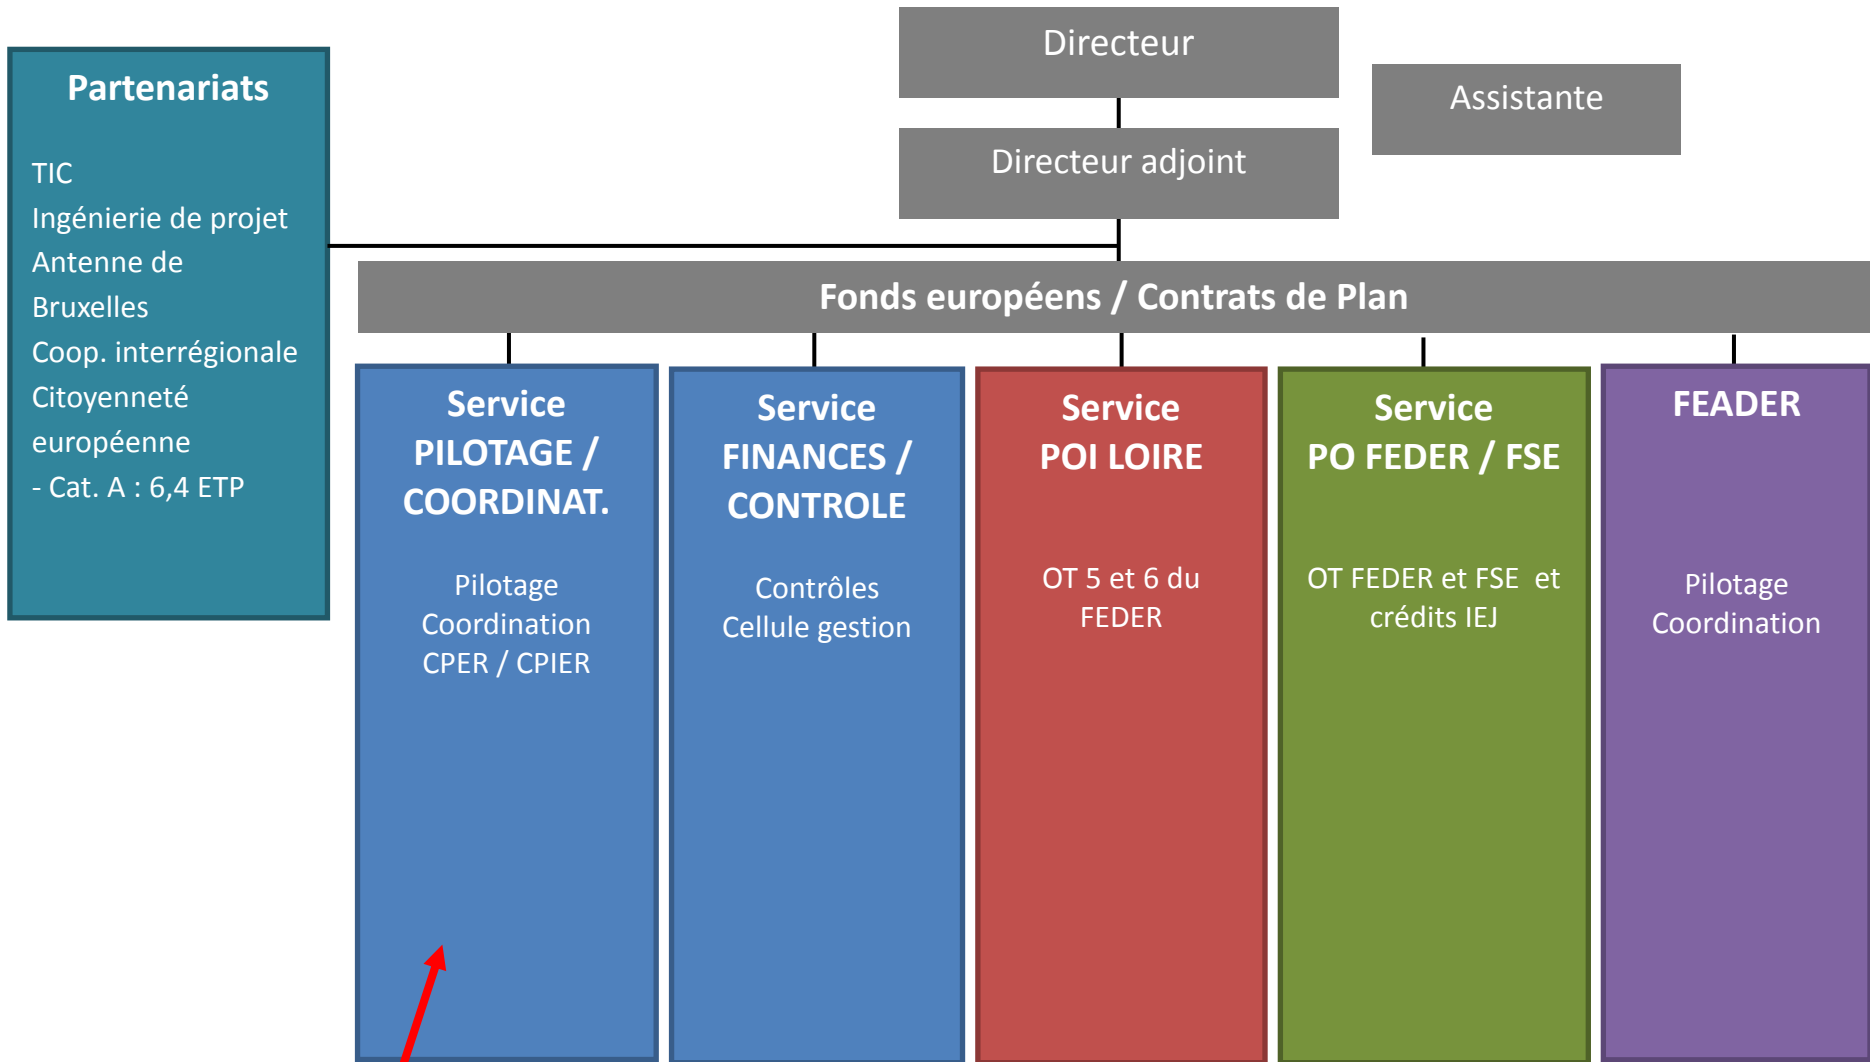 Directeur
Assistante
Directeur adjoint
Partenariats
TIC
Ingénierie de projet
Antenne de
Bruxelles
Coop. interrégionale
Citoyenneté
européenne
- Cat. A : 6,4 ETP
Fonds européens / Contrats de Plan
Service
PILOTAGE /
COORDINAT.
Pilotage
Coordination
CPER / CPIER
Service
FINANCES /
CONTROLE
Contrôles
Cellule gestion
Service
POI LOIRE
OT 5 et 6 du
FEDER
Service
PO FEDER / FSE
OT FEDER et FSE et
crédits IEJ
FEADER
Pilotage
Coordination